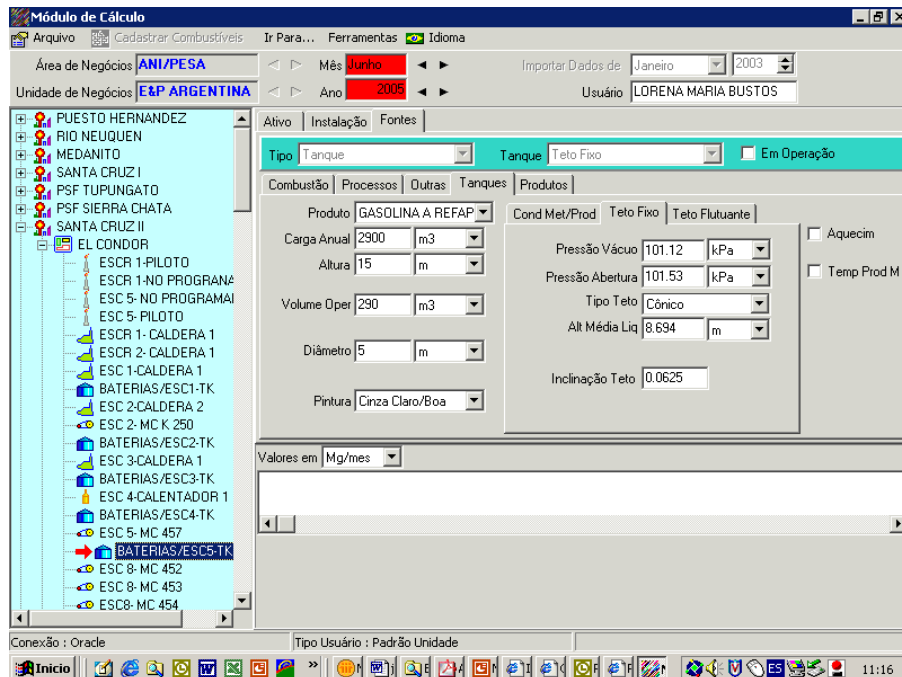 Módulo de Cálculo
Arquivo Cadastrar Combustíveis Ir Para... Ferramentas Idioma
Área de Negócios ANI/PESA Mês Junho Importar Dados de Janeiro 2003
Unidade de Negócios E&P ARGENTINA Ano 2005 Usuário LORENA MARIA BUSTOS
PUESTO HERNANDEZ
RIO NEUQUEN
MEDANITO
SANTA CRUZ I
PSF TUPUNGATO
PSF SIERRA CHATA
SANTA CRUZ II
EL CONDOR
ESCR 1-PILOTO
ESCR 1-NO PROGRANA
ESC 5- NO PROGRAMAI
ESC 5- PILOTO
ESCR 1- CALDERA 1
ESCR 2- CALDERA 1
ESC 1-CALDERA 1
BATERIAS/ESC1-TK
ESC 2-CALDERA 2
ESC 2- MC K 250
BATERIAS/ESC2-TK
ESC 3-CALDERA 1
BATERIAS/ESC3-TK
ESC 4-CALENTADOR 1
BATERIAS/ESC4-TK
ESC 5- MC 457
BATERIAS/ESC5-TK
ESC 8- MC 452
ESC 8- MC 453
ESC8- MC 454
Ativo Instalação Fontes
Tipo Tanque Tanque Teto Fixo Em Operação
Combustão Processos Outras Tanques Produtos
Produto GASOLINA A REFAP
Carga Anual 2900 m3
Altura 15 m
Volume Oper 290 m3
Diâmetro 5 m
Pintura Cinza Claro/Boa
Cond Met/Prod Teto Fixo Teto Flutuante
Pressão Vácuo 101.12 kPa
Pressão Abertura 101.53 kPa
Tipo Teto Cônico
Alt Média Liq 8.694 m
Inclinação Teto 0.0625
Aquecim
Temp Prod M
Valores em Mg/mes
Conexão : Oracle Tipo Usuário : Padrão Unidade
Inicio » ES 11:16